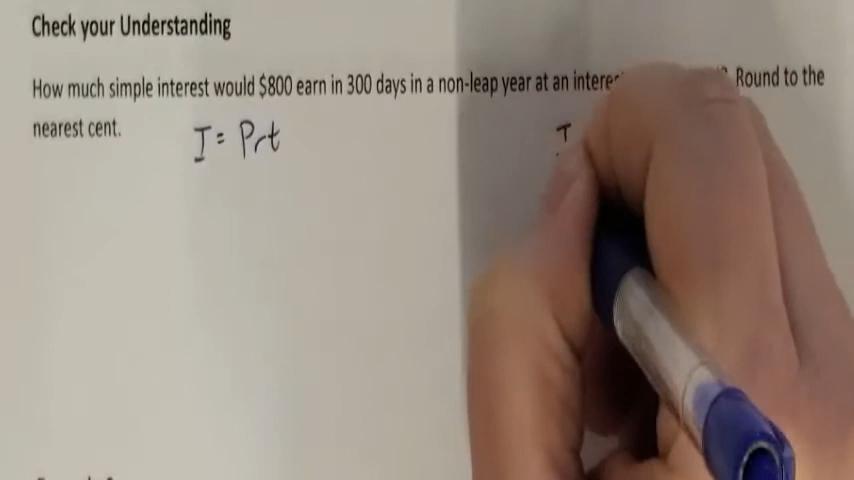 Check your Understanding
How much simple interest would $800 earn in 300 days in a non-leap year at an Round to the
nearest cent. I = Prt I